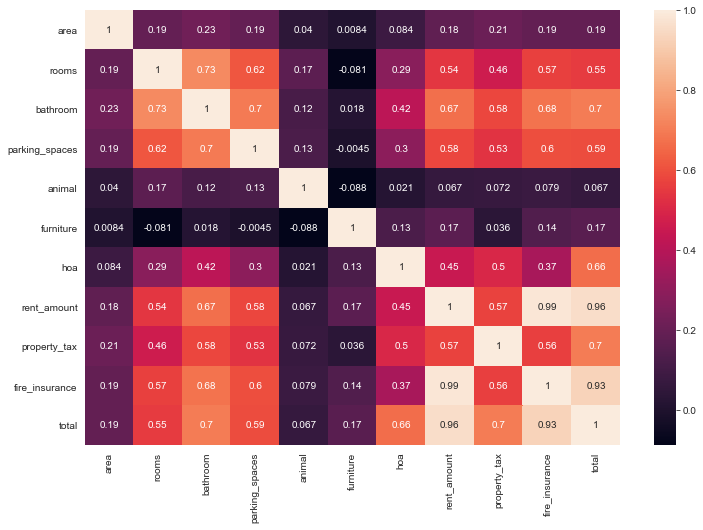 area 1 0.19 0.23 0.19 0.04 0.0084 0.084 0.18 0.21 0.19 0.19
rooms 0.19 1 0.73 0.62 0.17 -0.081 0.29 0.54 0.46 0.57 0.55
bathroom 0.23 0.73 1 0.7 0.12 0.018 0.42 0.67 0.58 0.68 0.7
parking_spaces 0.19 0.62 0.7 1 0.13 -0.0045 0.3 0.58 0.53 0.6 0.59
animal 0.04 0.17 0.12 0.13 1 -0.088 0.021 0.067 0.072 0.079 0.067
furniture 0.0084 -0.081 0.018 -0.0045 -0.088 1 0.13 0.17 0.036 0.14 0.17
hoa 0.084 0.29 0.42 0.3 0.021 0.13 1 0.45 0.5 0.37 0.66
rent_amount 0.18 0.54 0.67 0.58 0.067 0.17 0.45 1 0.57 0.99 0.96
property_tax 0.21 0.46 0.58 0.53 0.072 0.036 0.5 0.57 1 0.56 0.7
fire_insurance 0.19 0.57 0.68 0.6 0.079 0.14 0.37 0.99 0.56 1 0.93
total 0.19 0.55 0.7 0.59 0.067 0.17 0.66 0.96 0.7 0.93 1
area rooms bathroom parking_spaces animal furniture hoa rent_amount property_tax fire_insurance total
1.0
0.8
0.6
0.4
0.2
0.0